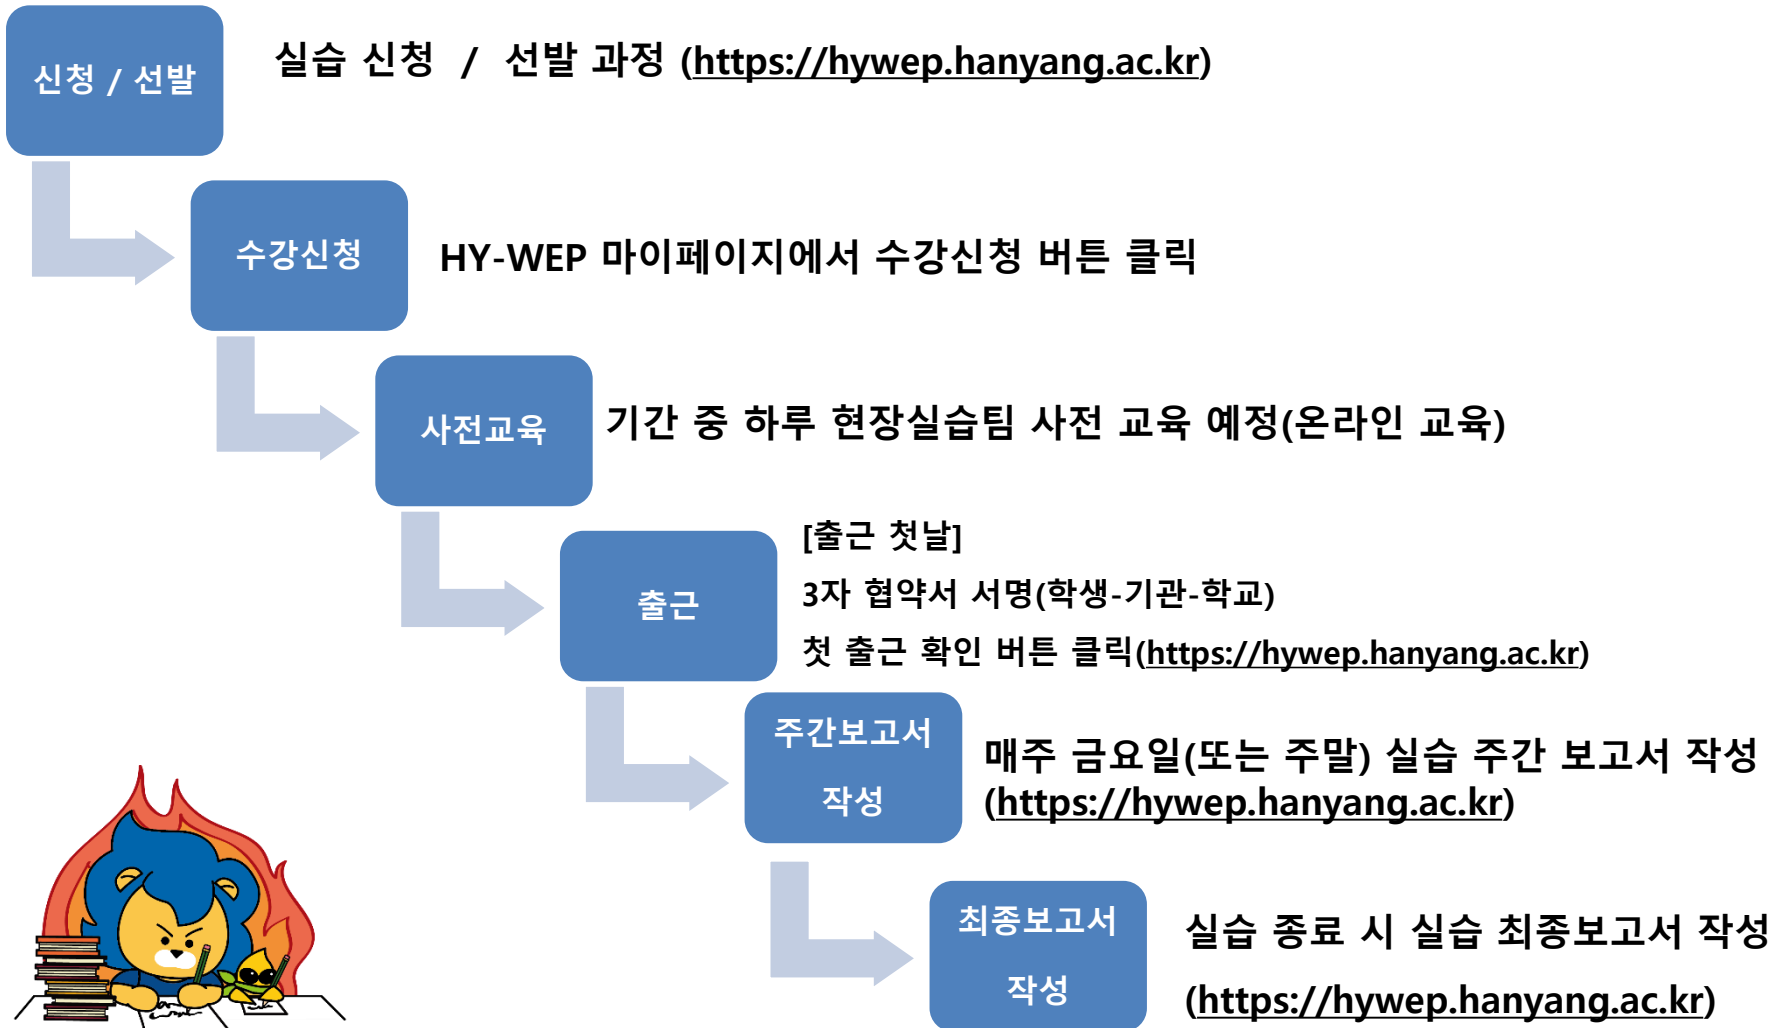 신청 / 선발
실습 신청 / 선발 과정 (https://hywep.hanyang.ac.kr)
수강신청
HY-WEP 마이페이지에서 수강신청 버튼 클릭
사전교육
기간 중 하루 현장실습팀 사전 교육 예정(온라인 교육)
출근
[출근 첫날]
3자 협약서 서명(학생-기관-학교)
첫 출근 확인 버튼 클릭(https://hywep.hanyang.ac.kr)
주간보고서
작성
매주 금요일(또는 주말) 실습 주간 보고서 작성
(https://hywep.hanyang.ac.kr)
최종보고서
작성
실습 종료 시 실습 최종보고서 작성
(https://hywep.hanyang.ac.kr)